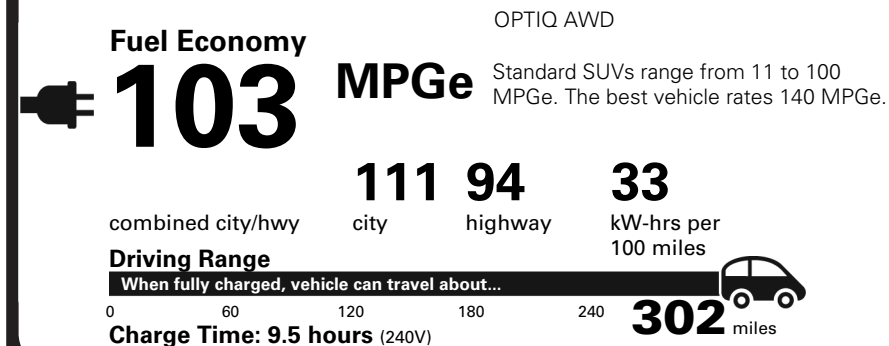 OPTIQ AWD
Fuel Economy
103 MPGe
Standard SUVs range from 11 to 100
MPGe. The best vehicle rates 140 MPGe.
111 94 33
combined city/hwy city highway kW-hrs per
100 miles
Driving Range
When fully charged, vehicle can travel about...
0 60 120 180 240 302 miles
Charge Time: 9.5 hours (240V)